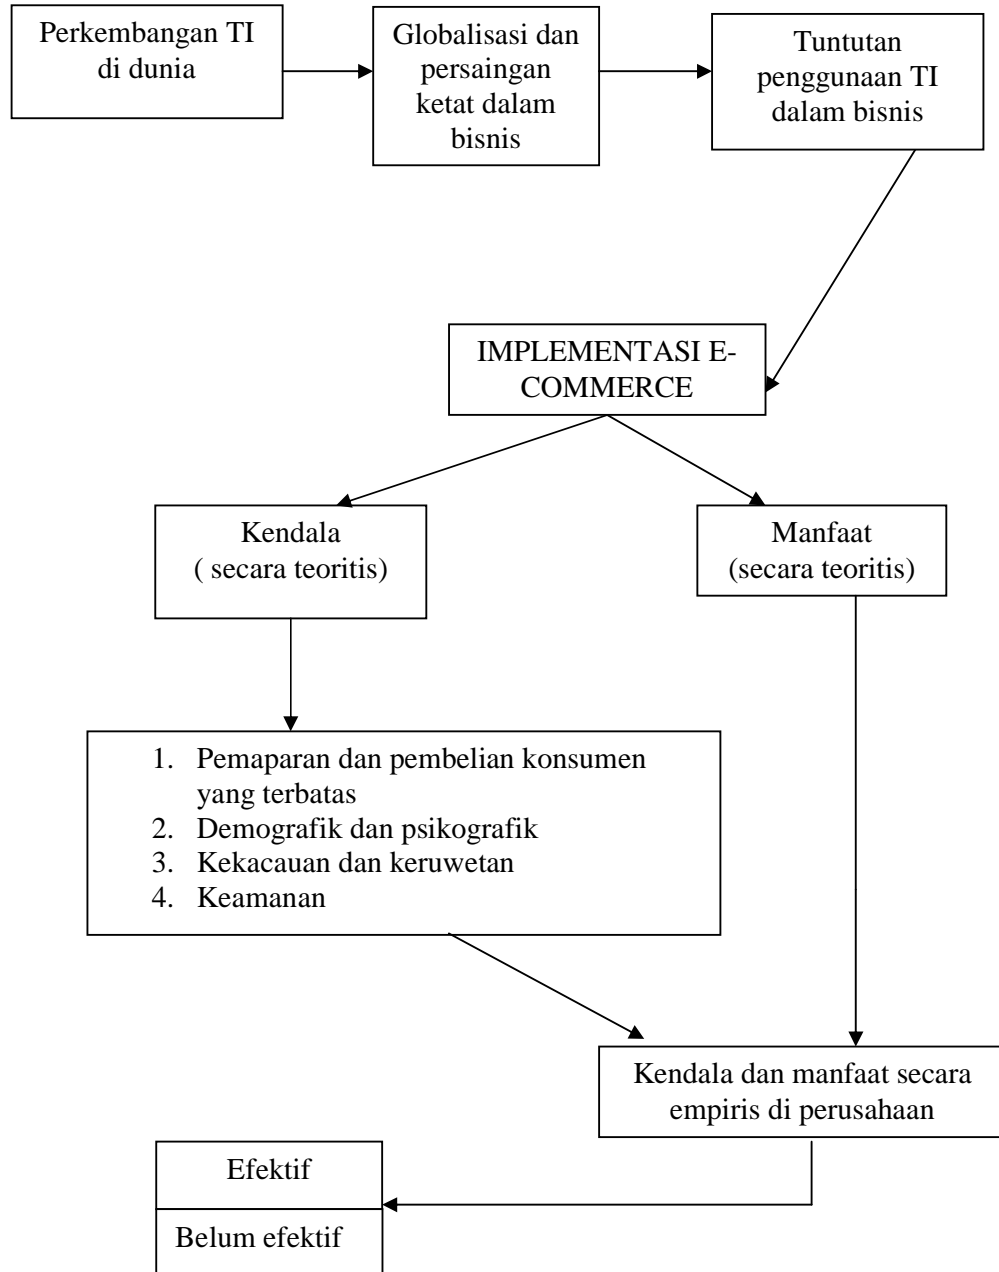 Perkembangan TI
di dunia
Globalisasi dan
persaingan
ketat dalam
bisnis
Tuntutan
penggunaan TI
dalam bisnis
IMPLEMENTASI E-
COMMERCE
Kendala
( secara teoritis)
Manfaat
(secara teoritis)
1. Pemaparan dan pembelian konsumen
yang terbatas
2. Demografik dan psikografik
3. Kekacauan dan keruwetan
4. Keamanan
Kendala dan manfaat secara
empiris di perusahaan
Efektif
Belum efektif